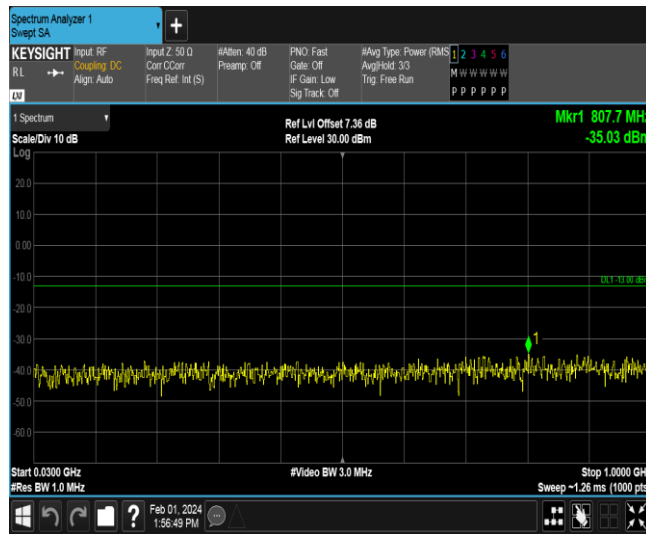 Spectrum Analyzer 1
Swept SA
+
KEYSIGHT
RL
LXI
Input: RF
Coupling: DC
Align: Auto
Input Z: 50 Ω
Corr CCorr
Freq Ref: Int (S)
#Atten: 40 dB
Preamp: Off
PNO: Fast
Gate: Off
IF Gain: Low
Sig Track: Off
#Avg Type: Power (RMS
Avg|Hold: 3/3
Trig: Free Run
1 2 3 4 5 6
M W W W W W
P P P P P P
1 Spectrum
Scale/Div 10 dB
Log
Ref Lvl Offset 7.36 dB
Ref Level 30.00 dBm
Mkr1 807.7 MHz
-35.03 dBm
20.0
10.0
0.00
-10.0
DL1 -13.00 dBm
-20.0
-30.0
1
-40.0
-50.0
-60.0
Start 0.0300 GHz
#Res BW 1.0 MHz
#Video BW 3.0 MHz
Stop 1.0000 GHz
Sweep ~1.26 ms (1000 pts)
?
Feb 01, 2024
1:56:49 PM